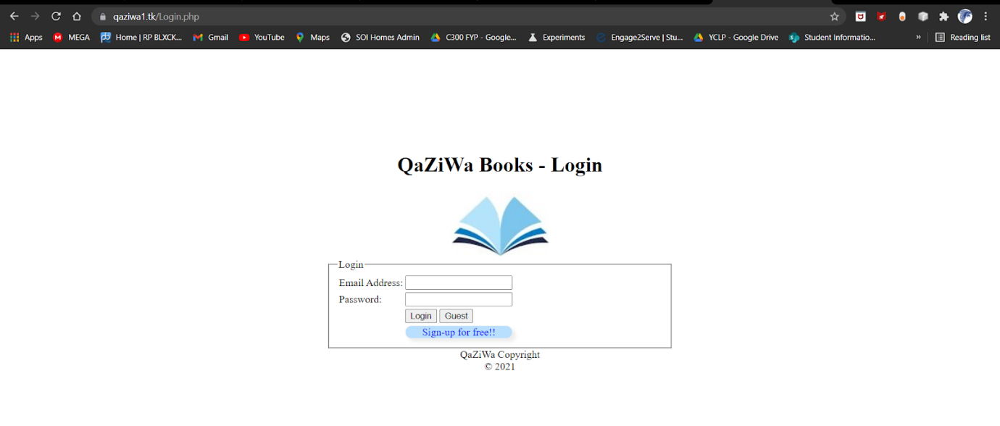 qaziwa1.tk/Login.php
Apps MEGA Home | RP BLXCK... Gmail YouTube Maps SOI Homes Admin C300 FYP - Google... Experiments Engage2Serve | Stu... YCLP - Google Drive Student Informatio... » Reading list
QaZiWa Books - Login
Login
Email Address:
Password:
Login Guest
Sign-up for free!!
QaZiWa Copyright
© 2021